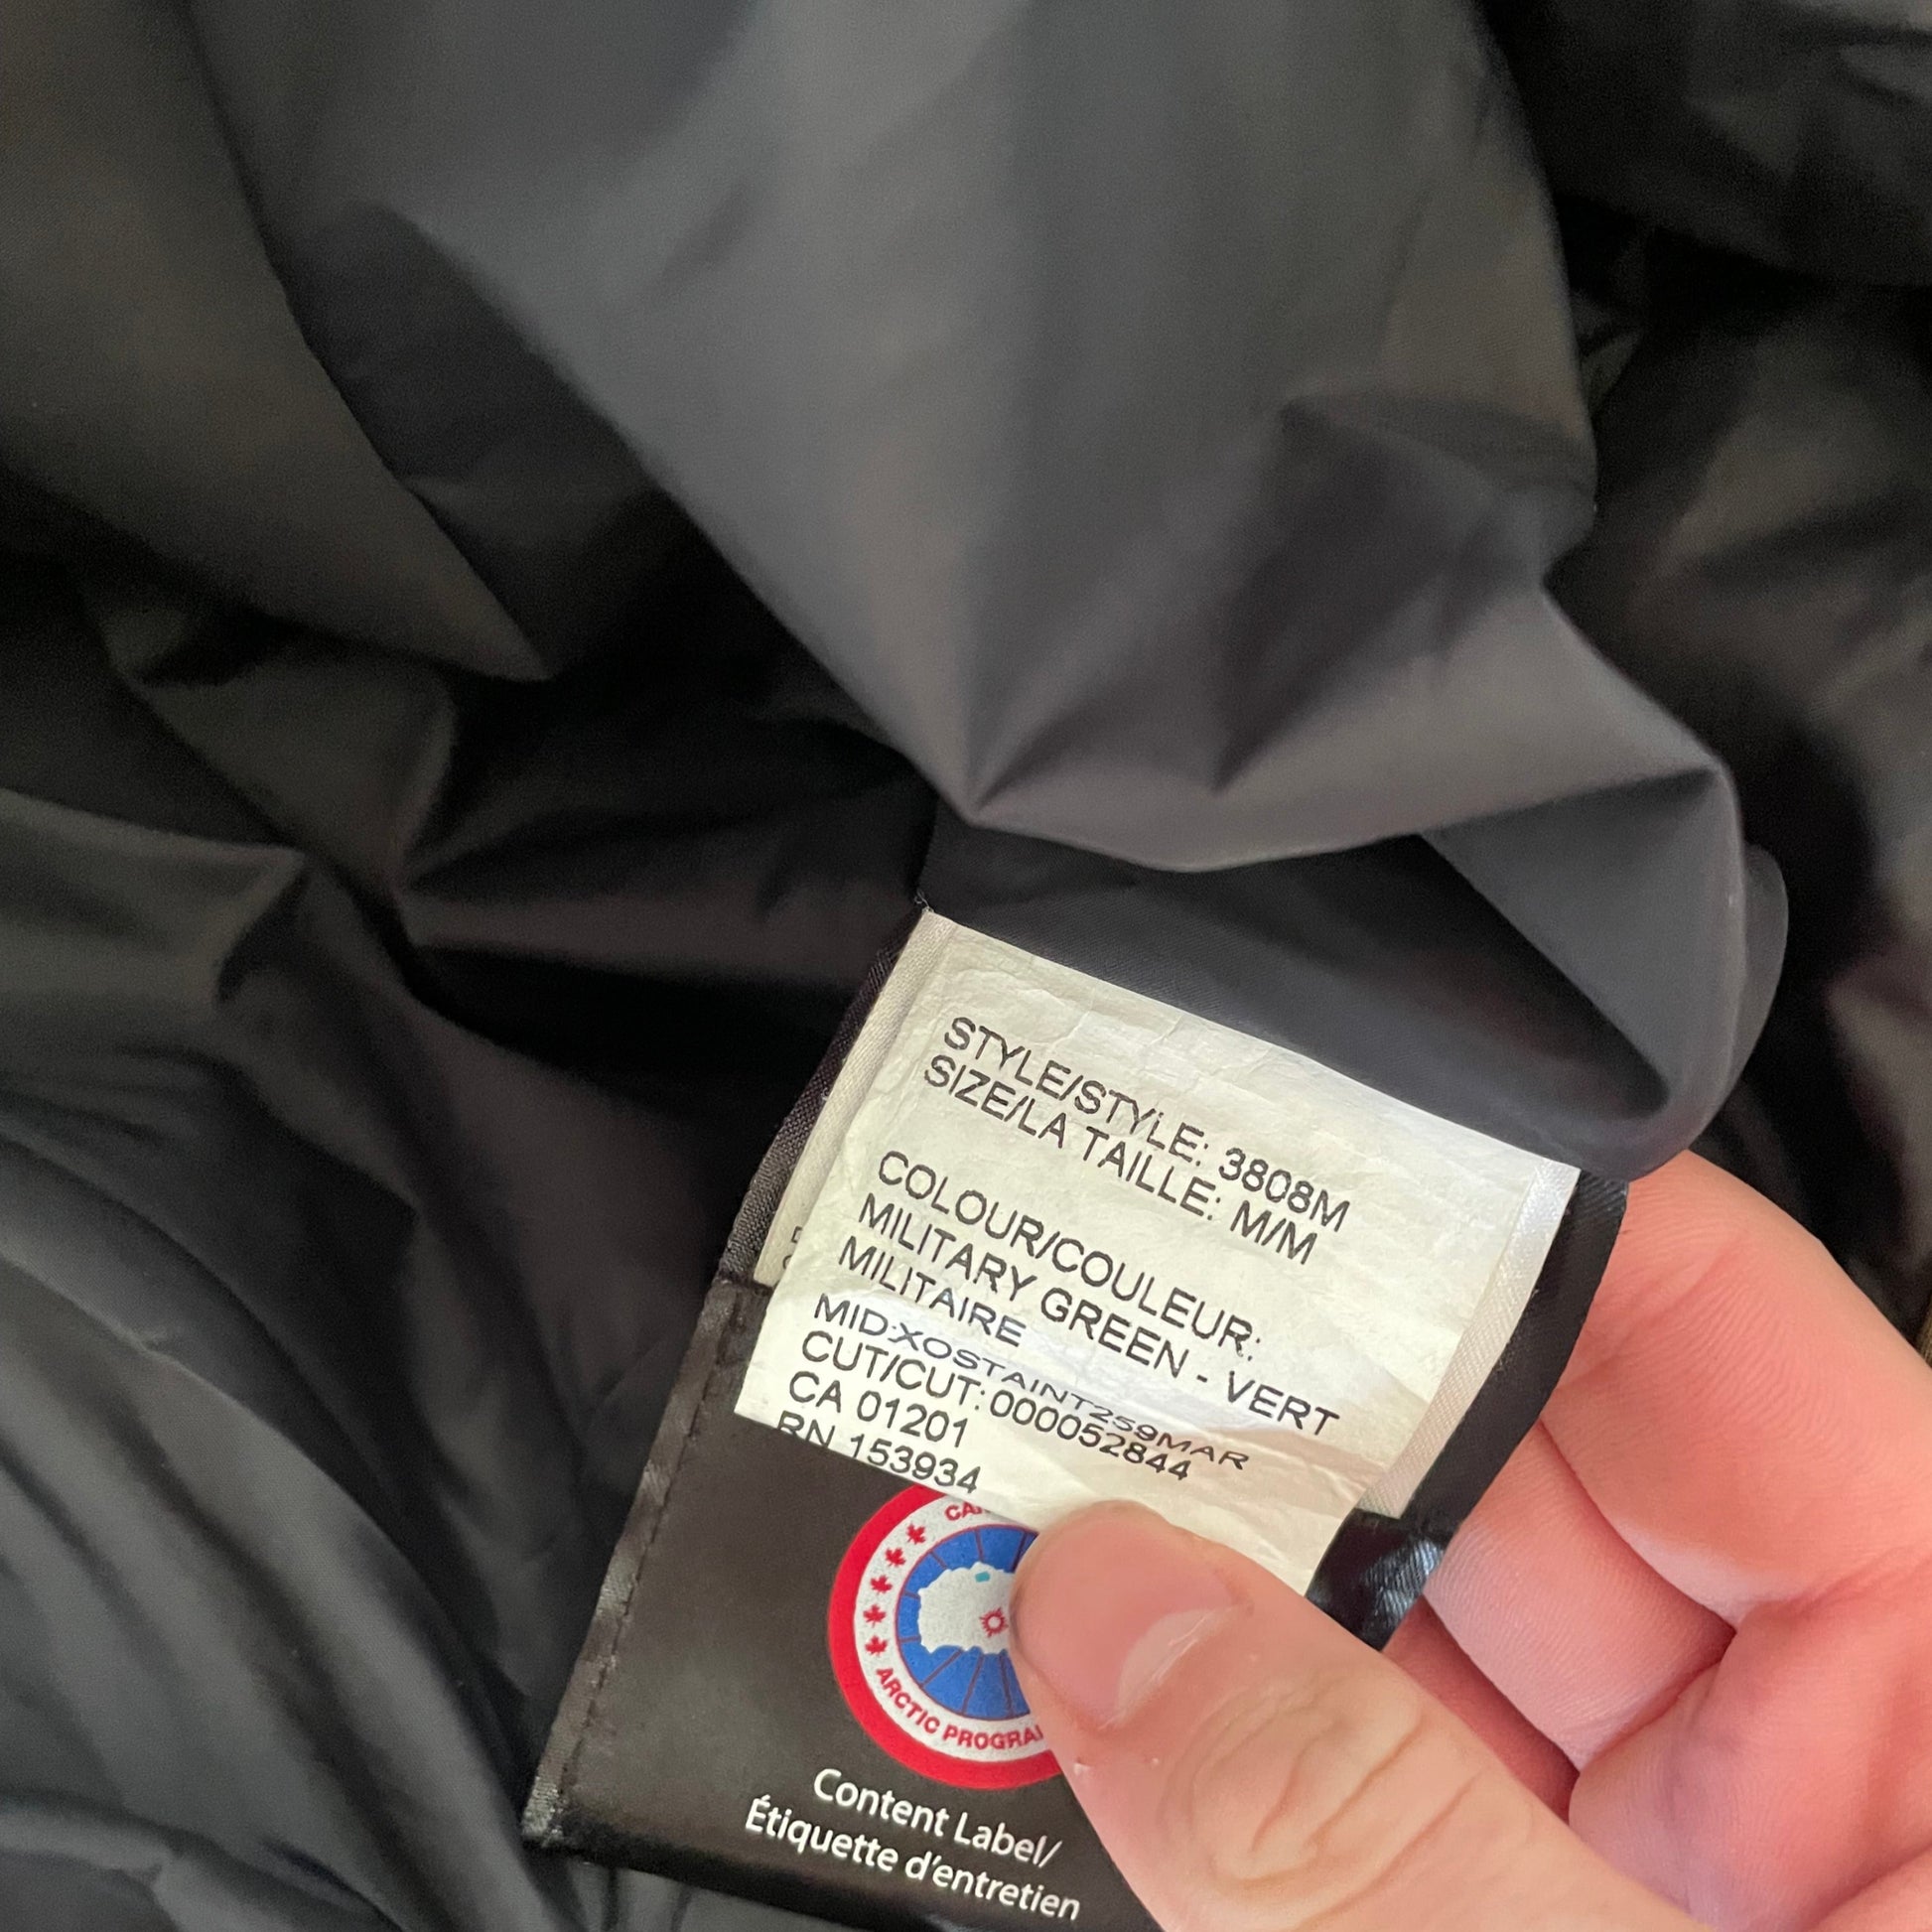 STYLE/STYLE: 3808M
SIZE/LA TAILLE: M/M
COLOUR/COULEUR:
MILITARY GREEN - VERT
MILITAIRE
MID:XOSTAINT259MAR
CUT/CUT: 000052844
CA 01201
RN 153934
ARCTIC
Content Label/
Étiquette d'entretien